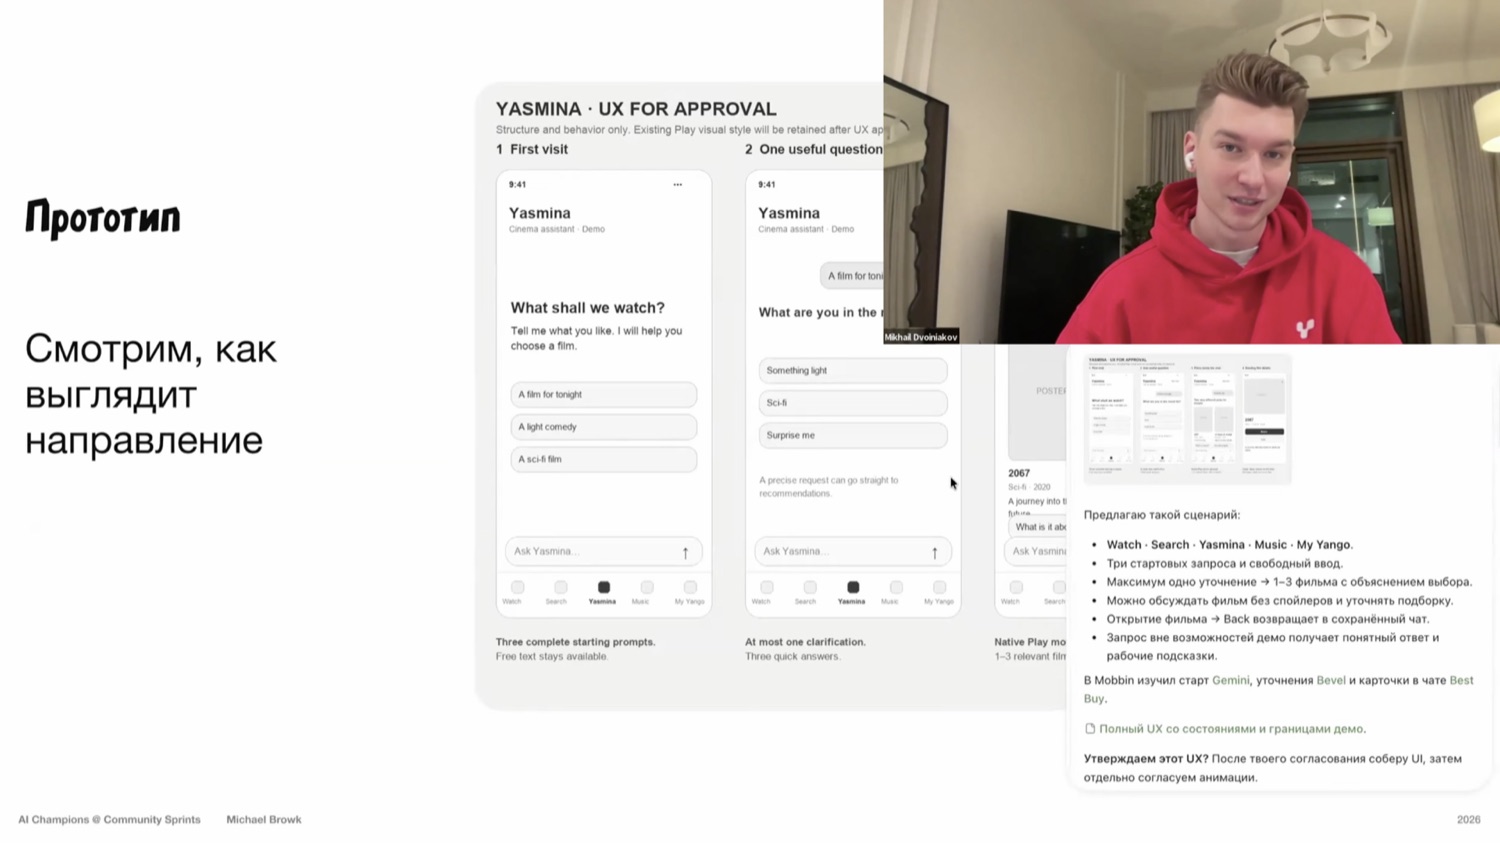 Прототип
Смотрим, как
выглядит
направление
YASMINA · UX FOR APPROVAL
Structure and behavior only. Existing Play visual style will be retained after UX ap
1 First visit
9:41
Yasmina
Cinema assistant · Demo
What shall we watch?
Tell me what you like. I will help you
choose a film.
A film for tonight
A light comedy
A sci-fi film
Ask Yasmina...
Watch Search Yasmina Music My Yango
Three complete starting prompts.
Free text stays available.
2 One useful question
9:41
Yasmina
Cinema assistant · Demo
A film for toni
What are you in the
Something light
Sci-fi
Surprise me
A precise request can go straight to
recommendations.
Ask Yasmina...
Watch Search Yasmina Music My Yango
At most one clarification.
Three quick answers.
POSTE
2067
Sci-fi · 2020
A journey into t
future
What is it abo
Ask Yasmin
Watch Search
Native Play mo
1–3 relevant film
Mikhail Dvoiniakov
YASMINA · UX FOR APPROVAL
Предлагаю такой сценарий:
• Watch · Search · Yasmina · Music · My Yango.
• Три стартовых запроса и свободный ввод.
• Максимум одно уточнение → 1–3 фильма с объяснением выбора.
• Можно обсуждать фильм без спойлеров и уточнять подборку.
• Открытие фильма → Back возвращает в сохранённый чат.
• Запрос вне возможностей демо получает понятный ответ и
рабочие подсказки.
В Mobbin изучил старт Gemini, уточнения Bevel и карточки в чате Best
Buy.
Полный UX со состояниями и границами демо.
Утверждаем этот UX? После твоего согласования соберу UI, затем
отдельно согласуем анимации.
AI Champions @ Community Sprints
Michael Browk
2026